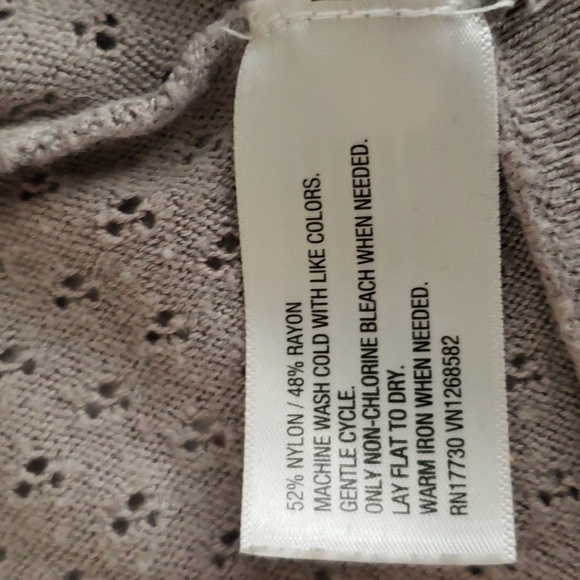 52% NYLON / 48% RAYON
MACHINE WASH COLD WITH LIKE COLORS.
GENTLE CYCLE.
ONLY NON-CHLORINE BLEACH WHEN NEEDED.
LAY FLAT TO DRY.
WARM IRON WHEN NEEDED.
RN17730 VN1268582